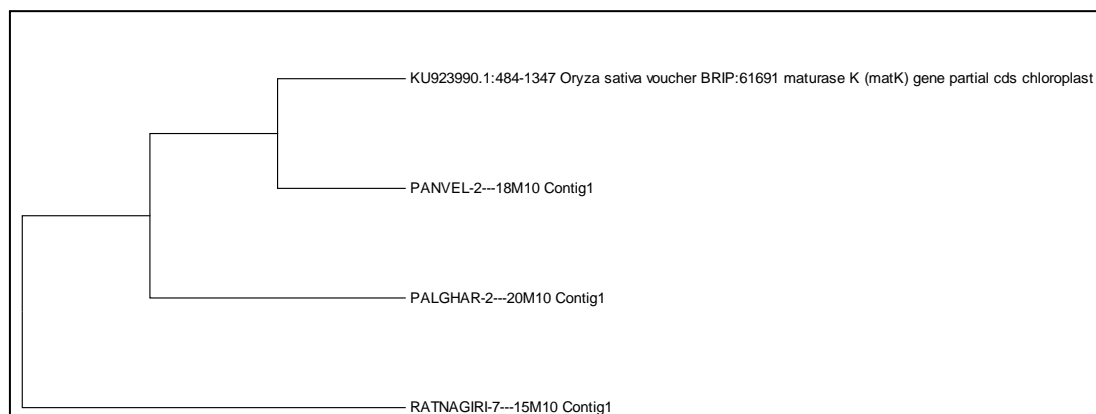 KU923990.1:484-1347 Oryza sativa voucher BRIP:61691 maturase K (matK) gene partial cds chloroplast
PANVEL-2---18M10 Contig1
PALGHAR-2---20M10 Contig1
RATNAGIRI-7---15M10 Contig1